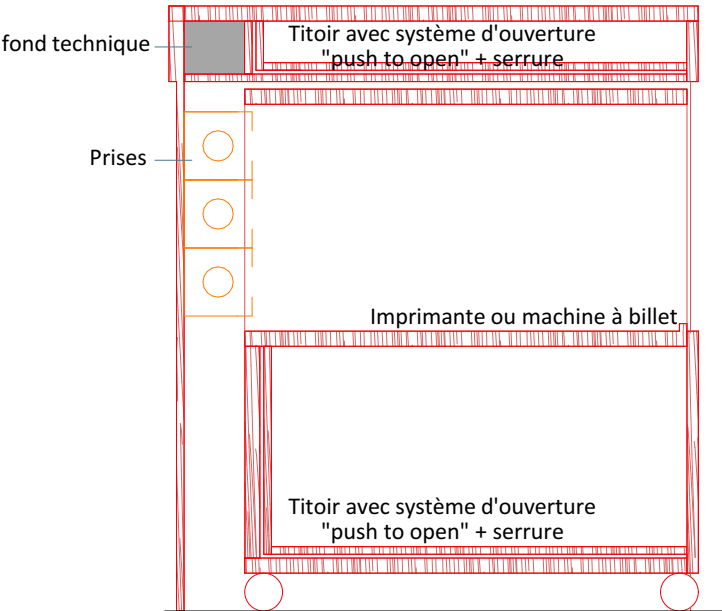 fond technique
Titoir avec système d'ouverture
"push to open" + serrure
Prises
Imprimante ou machine à billet
Titoir avec système d'ouverture
"push to open" + serrure